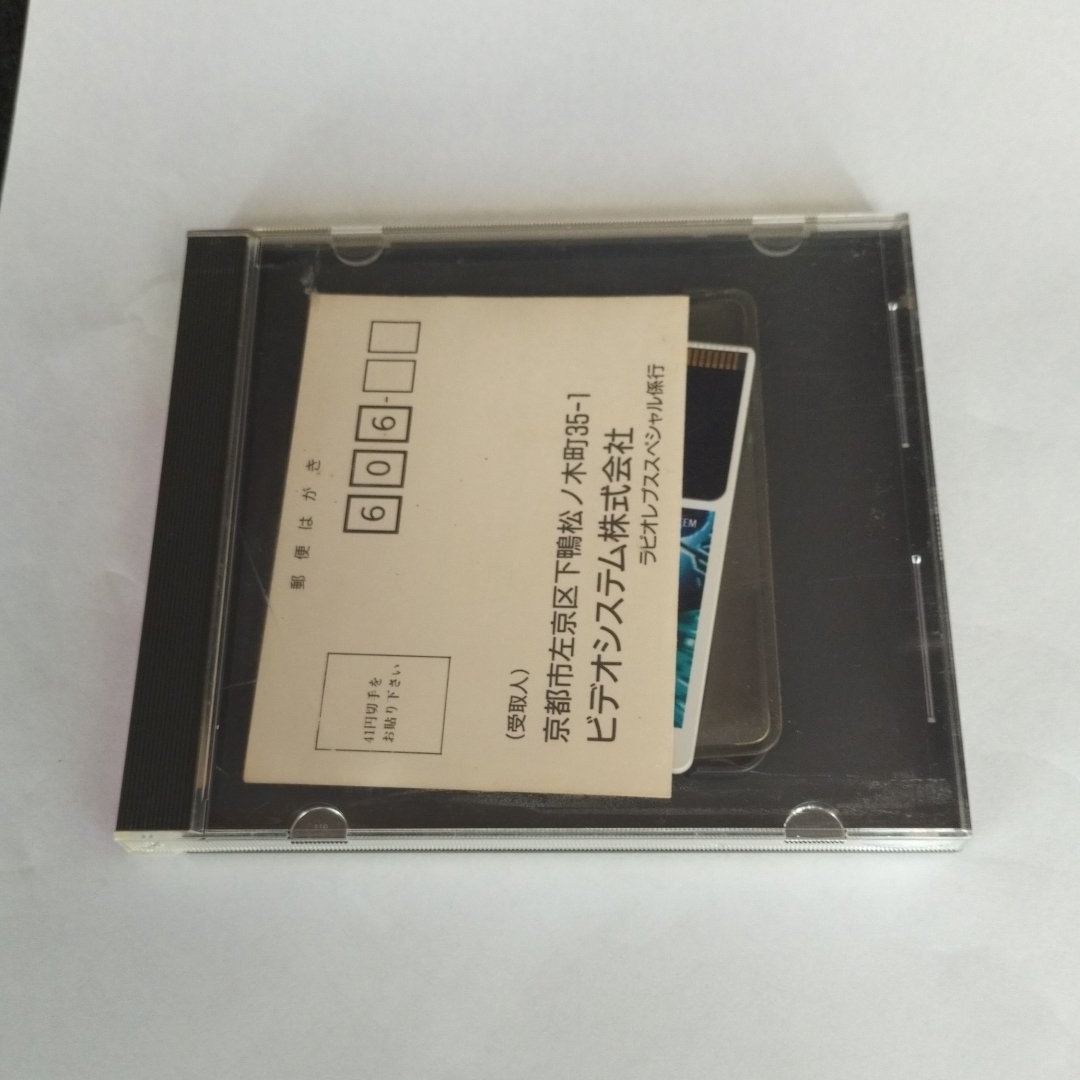 郵便はがき
606-
41円切手を
お貼り下さい
(受取人)
京都市左京区下鴨松ノ木町35-1
ビデオシステム株式会社
ラビオレプススペシャル係行
EM